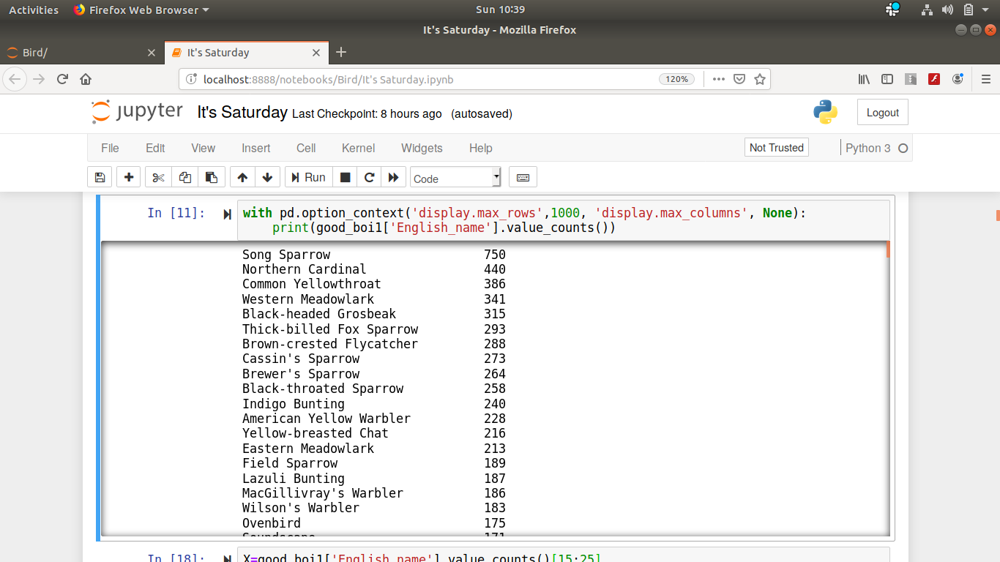 Activities Firefox Web Browser Sun 10:39
It's Saturday - Mozilla Firefox
Bird/ It's Saturday
localhost:8888/notebooks/Bird/It's Saturday.ipynb 120%
jupyter It's Saturday Last Checkpoint: 8 hours ago (autosaved) Logout
File Edit View Insert Cell Kernel Widgets Help Not Trusted Python 3
Run Code
In [11]: with pd.option_context('display.max_rows',1000, 'display.max_columns', None):
print(good_boi1['English_name'].value_counts())
Song Sparrow 750
Northern Cardinal 440
Common Yellowthroat 386
Western Meadowlark 341
Black-headed Grosbeak 315
Thick-billed Fox Sparrow 293
Brown-crested Flycatcher 288
Cassin's Sparrow 273
Brewer's Sparrow 264
Black-throated Sparrow 258
Indigo Bunting 240
American Yellow Warbler 228
Yellow-breasted Chat 216
Eastern Meadowlark 213
Field Sparrow 189
Lazuli Bunting 187
MacGillivray's Warbler 186
Wilson's Warbler 183
Ovenbird 175
Soundscape 171
In [18]: X=good_boi1['English_name'].value_counts()[15:25]